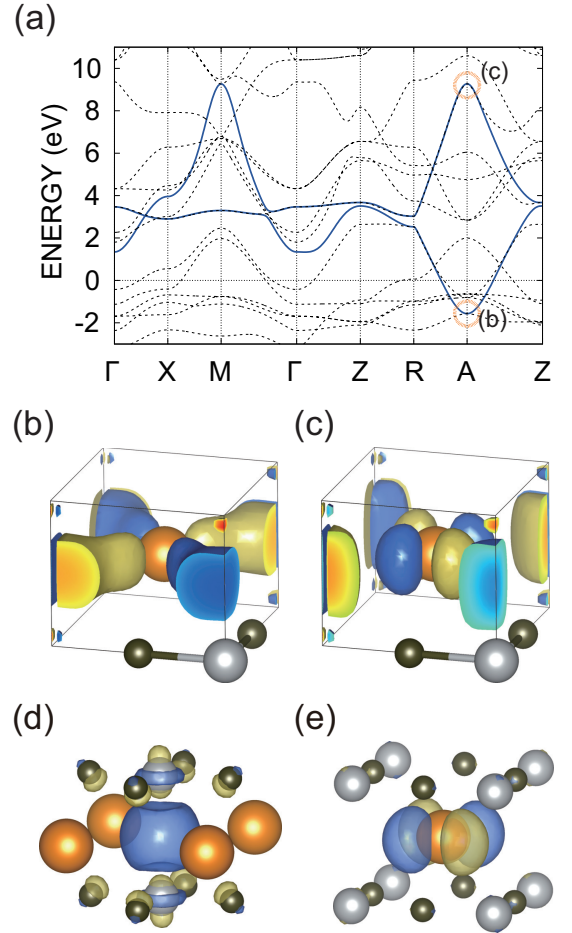 (a)
ENERGY (eV)
10
8
6
4
2
0
-2
(c)
(b)
Γ X M Γ Z R A Z
(b)
(c)
(d)
(e)